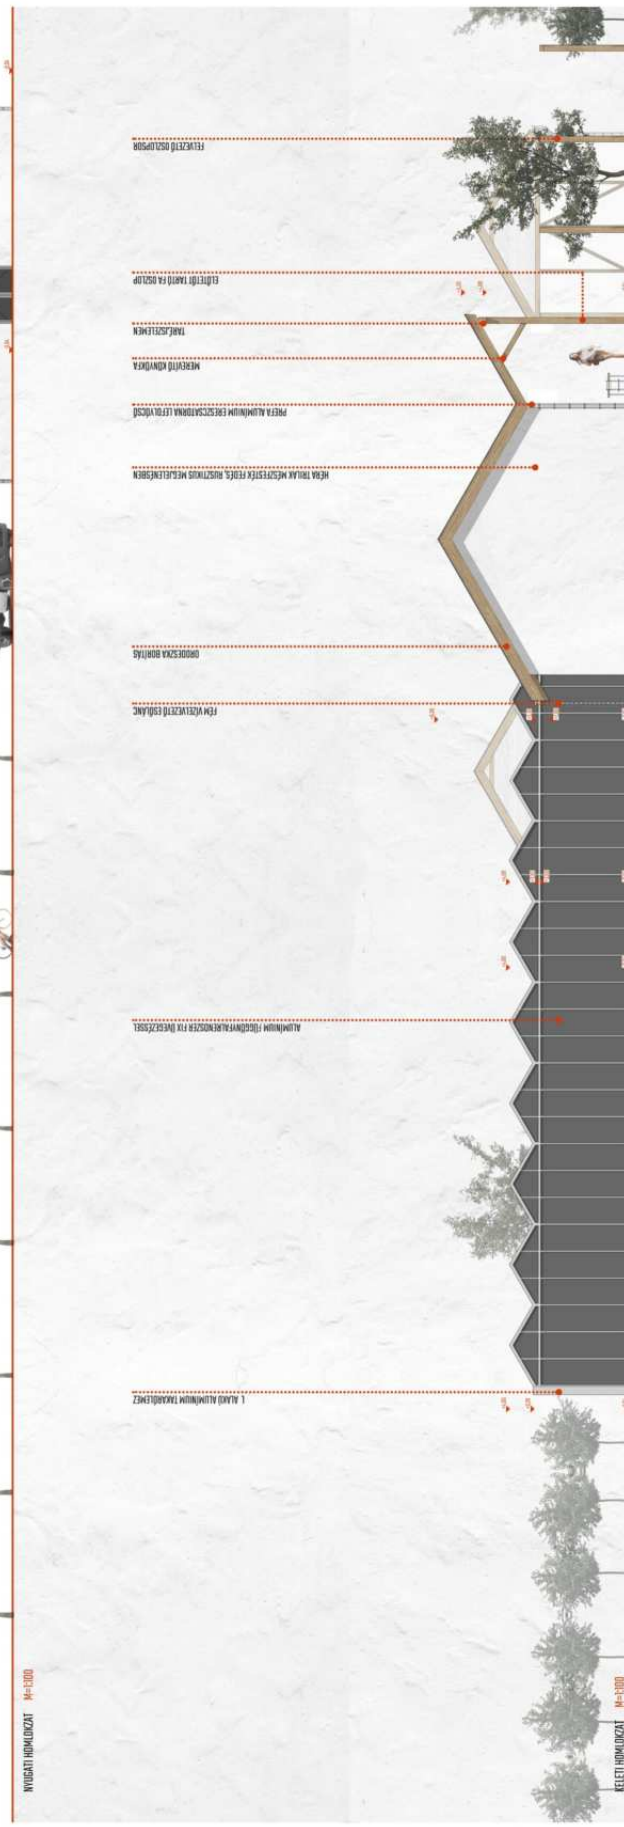 NYUGATI HOMLOKZAT M=1:100
L ALAKÚ ALUMÍNIUM TAKARÓLEMEZ
ALUMÍNIUM FÜGGÖNYFALRENDSZER FIX ÜVEGEZÉSSEL
FÉM VÍZELVEZETŐ ESŐLÁNC
ORDDESZKA BORÍTÁS
HÉRA TRILAK MÉSZFESTÉK FEDÉS, RUSZTIKUS MEGJELENÉSBEN
PREFA ALUMÍNIUM ERESZCSATORNA LEFOLYÓCSŐ
MEREVÍTŐ KÖNYÖKFA
TARÉJSZELEMEN
ELŐTETŐT TARTÓ FA OSZLOP
FELVEZETŐ OSZLOPSOR
KELETI HOMLOKZAT M=1:100